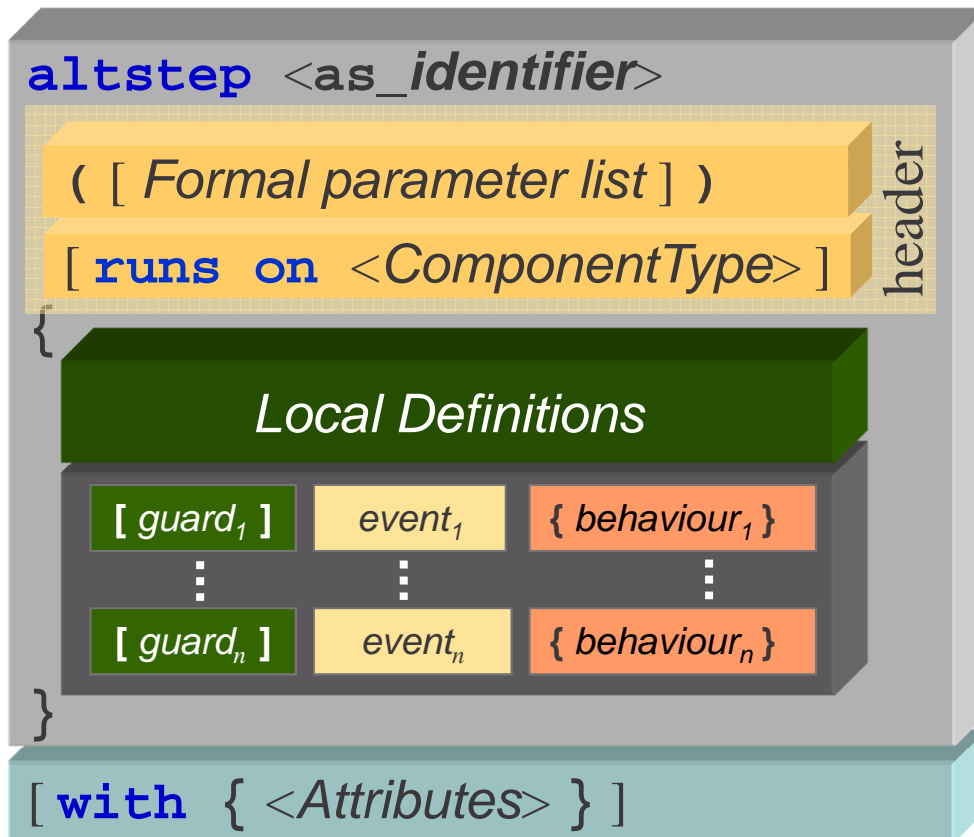 altstep <as_identifier>
( [ Formal parameter list ] )
[ runs on <ComponentType> ]
header
{
Local Definitions
[ guard₁ ] event₁ { behaviour₁ }
⋮ ⋮ ⋮
[ guardₙ ] eventₙ { behaviourₙ }
}
[ with { <Attributes> } ]